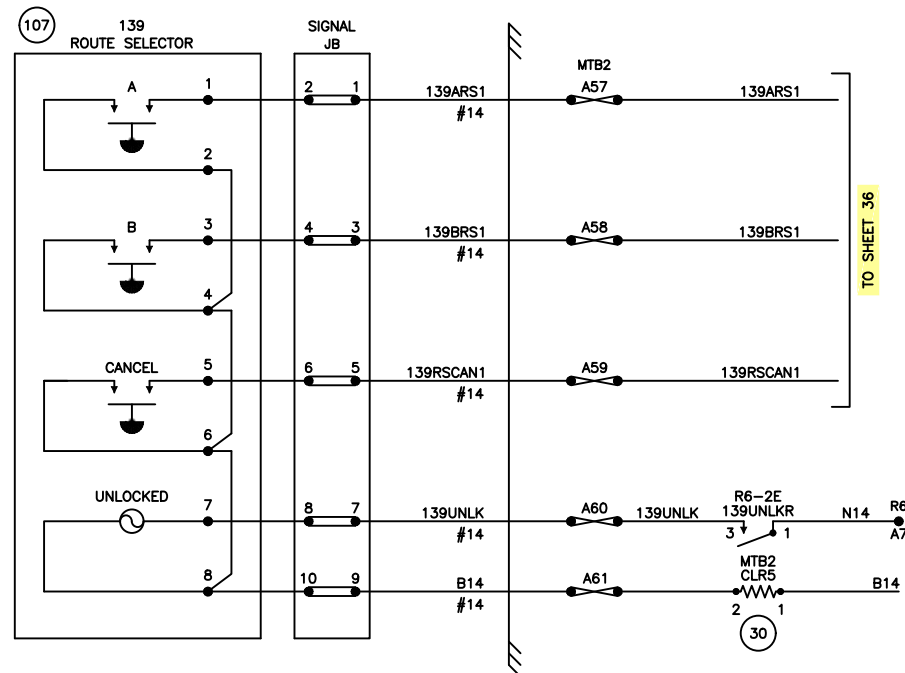 107
139
ROUTE SELECTOR
SIGNAL
JB
MTB2
A
1
2 1
139ARS1
#14
A57
139ARS1
2
B
3
4 3
139BRS1
#14
A58
139BRS1
4
TO SHEET 36
CANCEL
5
6 5
139RSCAN1
#14
A59
139RSCAN1
6
UNLOCKED
7
8 7
139UNLK
#14
A60
139UNLK
R6-2E
139UNLKR
3 1
N14
R6
A7
8
10 9
B14
#14
A61
MTB2
CLR5
2 1
B14
30